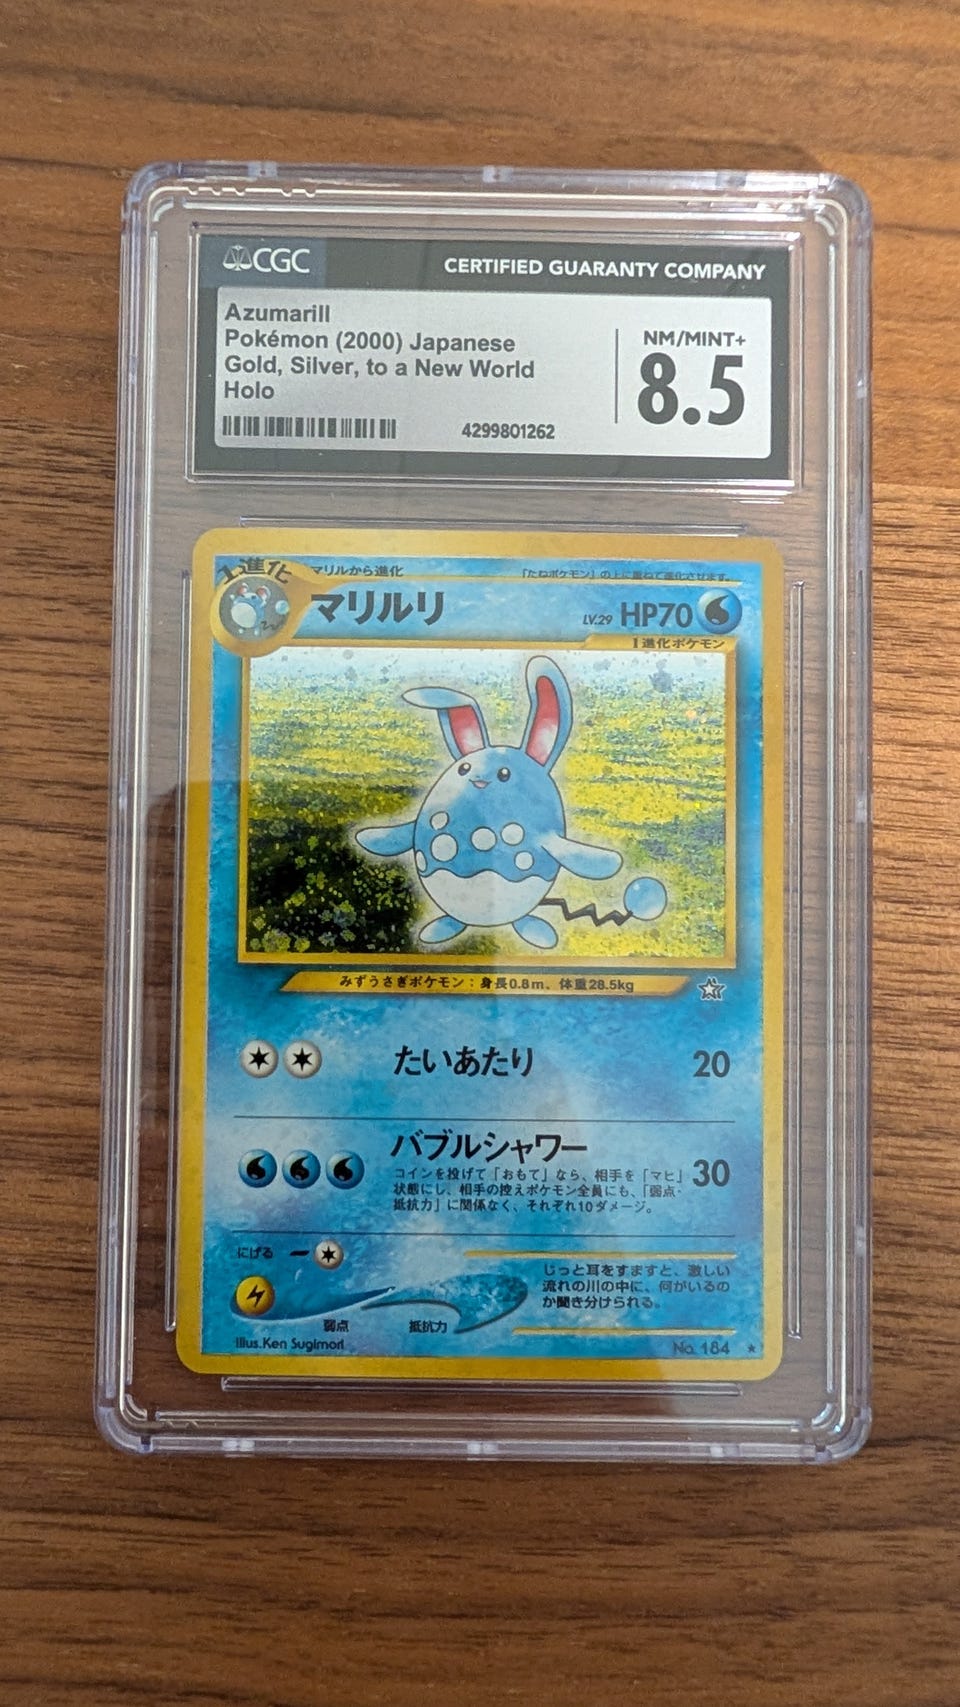 CGC
CERTIFIED GUARANTY COMPANY
Azumarill
Pokémon (2000) Japanese
Gold, Silver, to a New World
Holo
4299801262
NM/MINT+
8.5
1進化
マリルから進化
「たねポケモン」の上に重ねて進化させます。
マリルリ
LV.29 HP70
1進化ポケモン
みずうさぎポケモン：身長0.8m、体重28.5kg
たいあたり 20
バブルシャワー
コインを投げて「おもて」なら、相手を「マヒ」
状態にし、相手の控えポケモン全員にも、「弱点・
抵抗力」に関係なく、それぞれ10ダメージ。
30
にげる
弱点
抵抗力
じっと耳をすますと、激しい
流れの川の中に、何がいるの
か聞き分けられる。
Illus.Ken Sugimori
No. 184